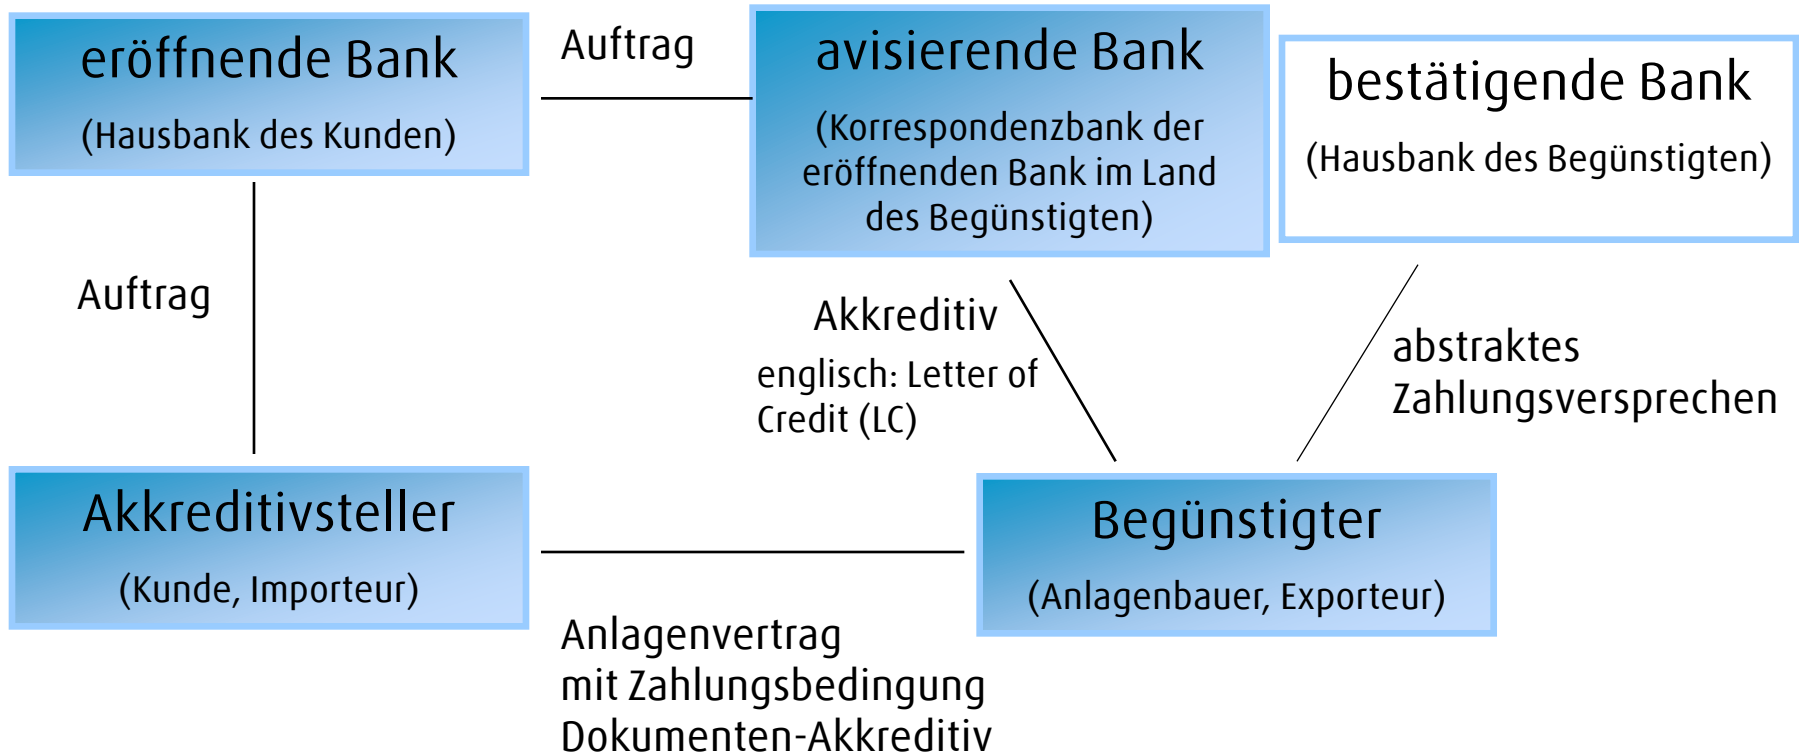 eröffnende Bank
(Hausbank des Kunden)
Auftrag
avisierende Bank
(Korrespondenzbank der
eröffnenden Bank im Land
des Begünstigten)
bestätigende Bank
(Hausbank des Begünstigten)
Auftrag
Akkreditiv
englisch: Letter of
Credit (LC)
abstraktes
Zahlungsversprechen
Akkreditivsteller
(Kunde, Importeur)
Begünstigter
(Anlagenbauer, Exporteur)
Anlagenvertrag
mit Zahlungsbedingung
Dokumenten-Akkreditiv